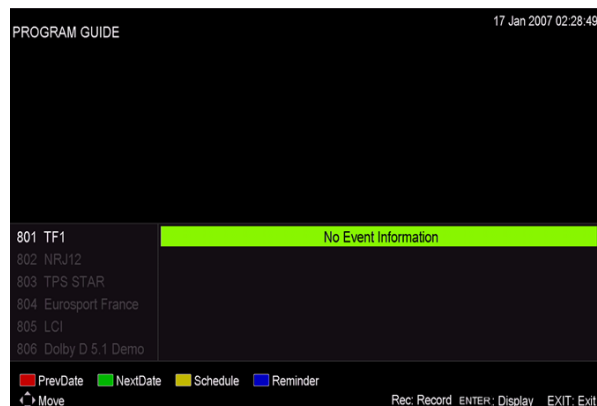 17 Jan 2007 02:28:49
PROGRAM GUIDE
801 TF1
No Event Information
802 NRJ12
803 TPS STAR
804 Eurosport France
805 LCI
806 Dolby D 5.1 Demo
PrevDate NextDate Schedule Reminder
Move Rec: Record ENTER: Display EXIT: Exit